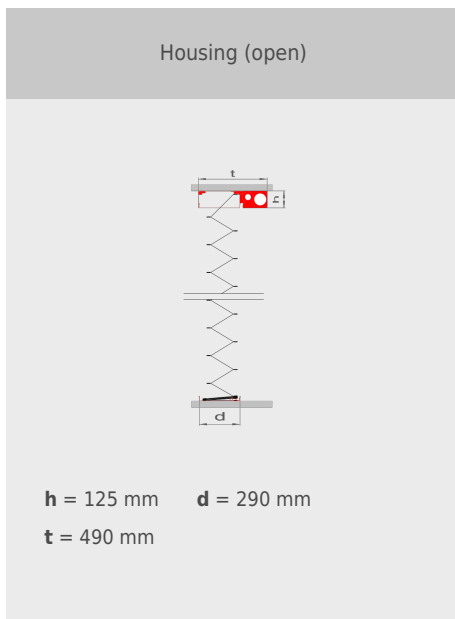 Housing (open)
t
h
d
h = 125 mm d = 290 mm
t = 490 mm